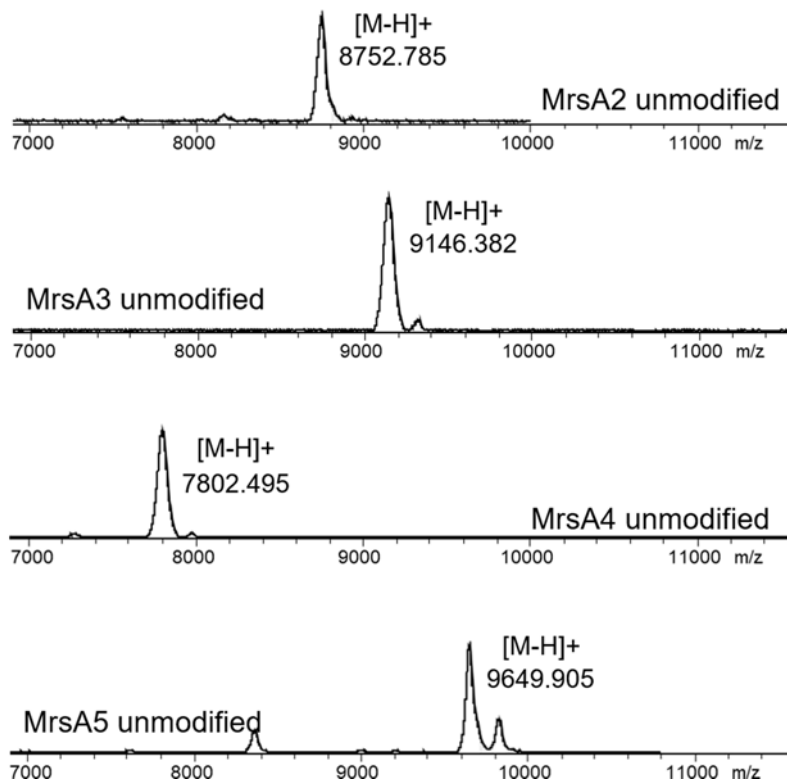 [M-H]+
8752.785
MrsA2 unmodified
7000 8000 9000 10000 11000 m/z
[M-H]+
9146.382
MrsA3 unmodified
7000 8000 9000 10000 11000 m/z
[M-H]+
7802.495
MrsA4 unmodified
7000 8000 9000 10000 11000 m/z
[M-H]+
9649.905
MrsA5 unmodified
7000 8000 9000 10000 11000 m/z